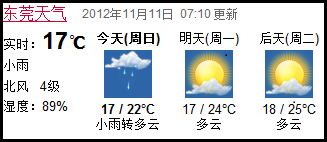 东莞天气 2012年11月11日 07:10更新
实时：17℃
小雨
北风 4级
湿度：89%
今天(周日) 明天(周一) 后天(周二)
17 / 22℃ 17 / 24℃ 18 / 25℃
小雨转多云 多云 多云